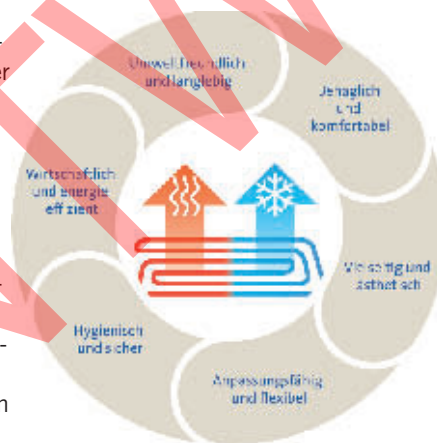 Umweltfreundlich
und langlebig
Behaglich
und
komfortabel
Vielseitig und
ästhetisch
Anpassungsfähig
und flexibel
Hygienisch
und sicher
Wirtschaftlich
und energie
effizient